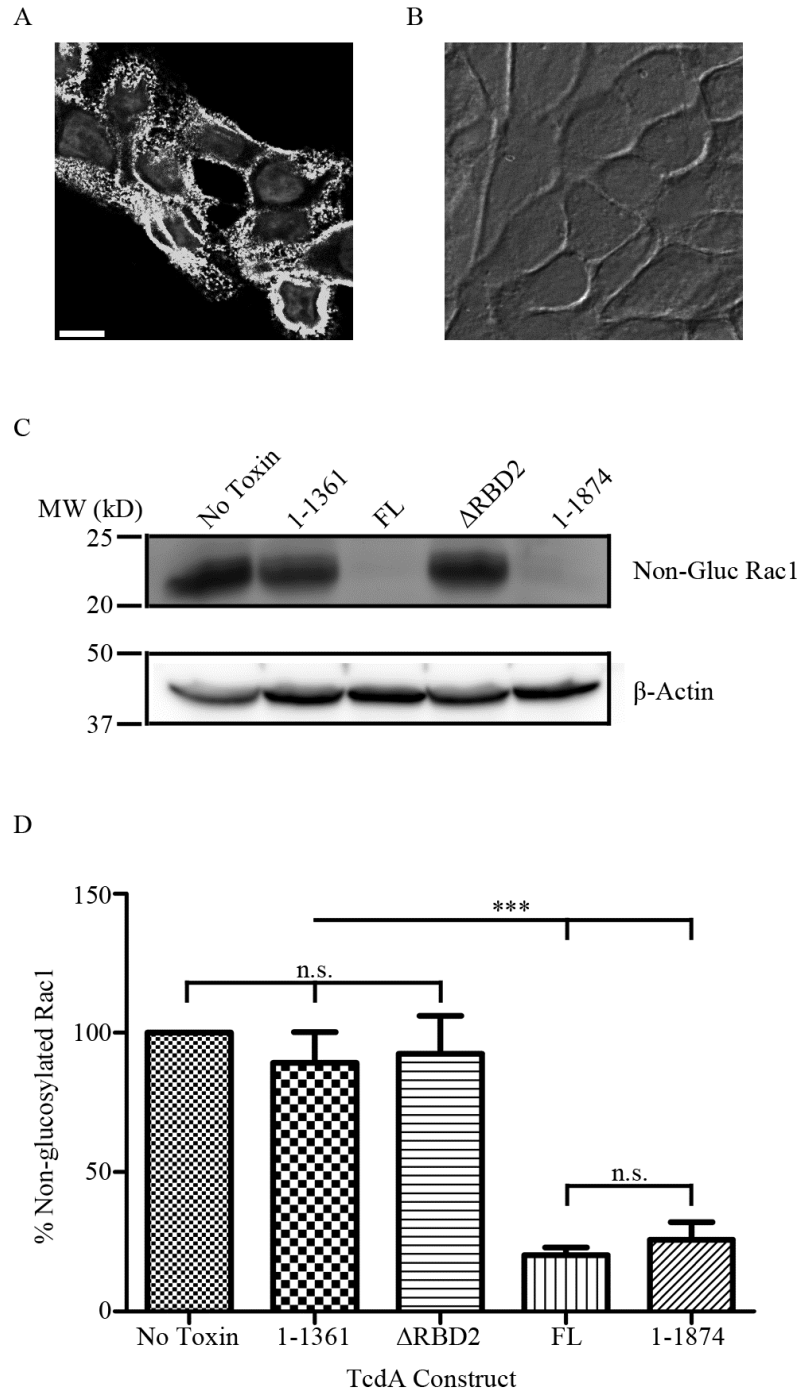 A
B
C
MW (kD)
No Toxin
1-1361
FL
ΔRBD2
1-1874
25
20
Non-Gluc Rac1
50
37
β-Actin
D
% Non-glucosylated Rac1
150
100
50
0
***
n.s.
n.s.
No Toxin
1-1361
ΔRBD2
FL
1-1874
TcdA Construct